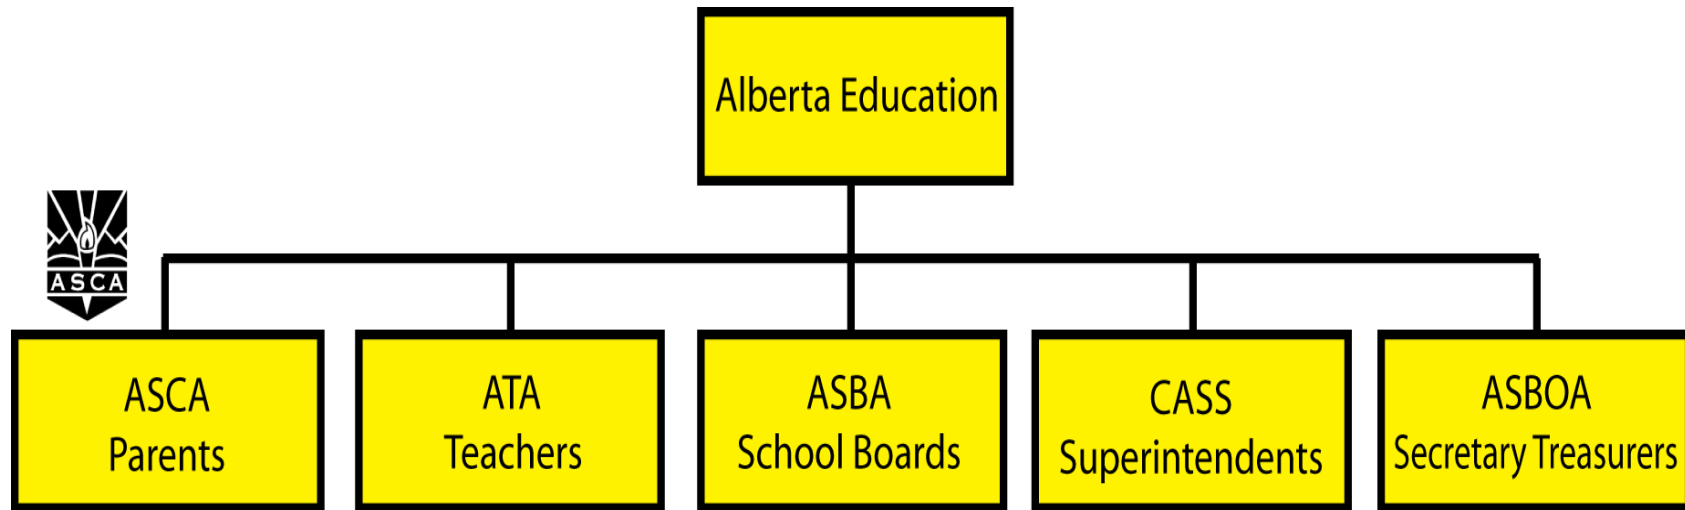 Alberta Education
ASCA
ASCA
Parents
ATA
Teachers
ASBA
School Boards
CASS
Superintendents
ASBOA
Secretary Treasurers